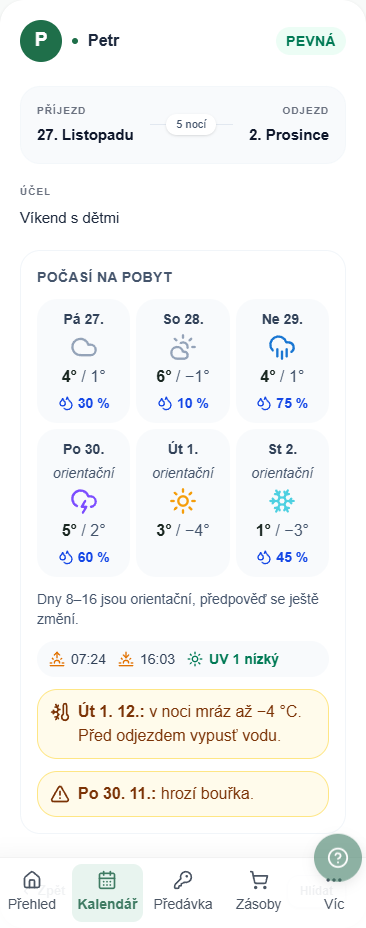 P
Petr
PEVNÁ
PŘÍJEZD
ODJEZD
27. Listopadu
5 nocí
2. Prosince
ÚČEL
Víkend s dětmi
POČASÍ NA POBYT
Pá 27.
So 28.
Ne 29.
4° / 1°
6° / −1°
4° / 1°
30 %
10 %
75 %
Po 30.
Út 1.
St 2.
orientační
orientační
orientační
5° / 2°
3° / −4°
1° / −3°
60 %
45 %
Dny 8–16 jsou orientační, předpověď se ještě
změní.
07:24
16:03
UV 1 nízký
Út 1. 12.: v noci mráz až −4 °C.
Před odjezdem vypusť vodu.
Po 30. 11.: hrozí bouřka.
Zpět
Hlídat
Přehled
Kalendář
Předávka
Zásoby
Víc